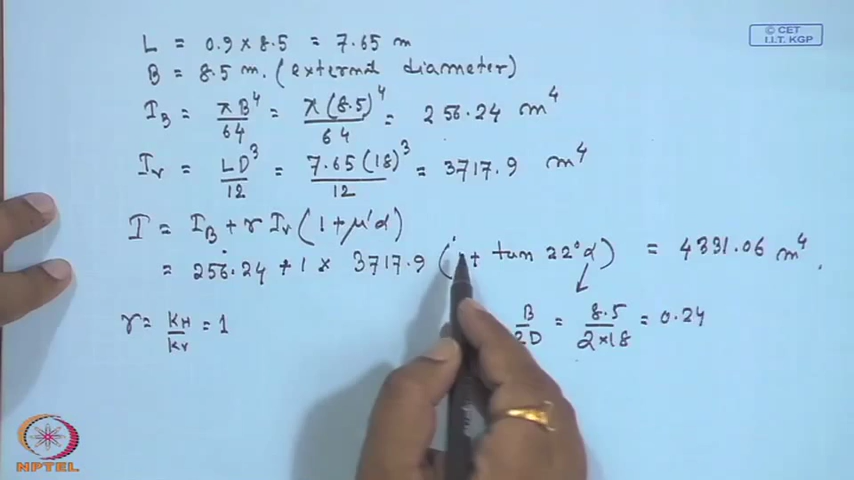 © CET
I.I.T. KGP
L = 0.9 × 8.5 = 7.65 m
B = 8.5 m. (external diameter)
I_B = πB⁴/64 = π(8.5)⁴/64 = 256.24 m⁴
I_v = LD³/12 = 7.65(18)³/12 = 3717.9 m⁴
I = I_B + γ I_v (1 + μ'α)
= 256.24 + 1 × 3717.9 ( + tan 22° α) = 4331.06 m⁴.
γ = k_H/k_v = 1
B/2D = 8.5/2×18 = 0.24
NPTEL